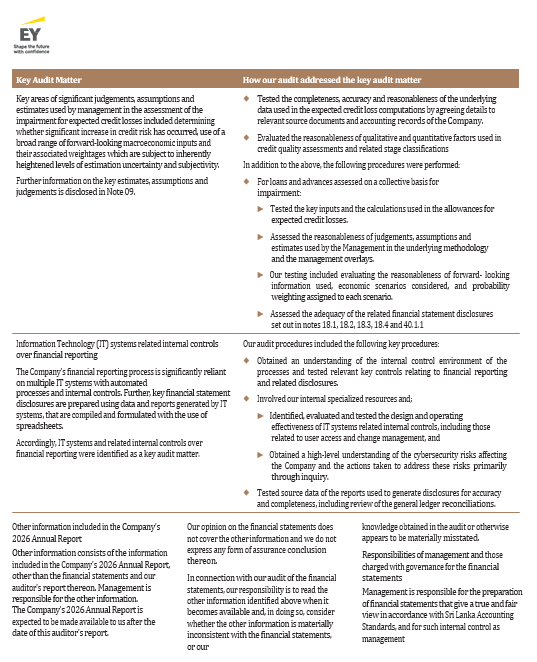 EY
Shape the future
with confidence
Key Audit Matter
How our audit addressed the key audit matter
Key areas of significant judgements, assumptions and
estimates used by management in the assessment of the
impairment for expected credit losses included determining
whether significant increase in credit risk has occurred, use of a
broad range of forward-looking macroeconomic inputs and
their associated weightages which are subject to inherently
heightened levels of estimation uncertainty and subjectivity.
Further information on the key estimates, assumptions and
judgements is disclosed in Note 09.
◆ Tested the completeness, accuracy and reasonableness of the underlying
data used in the expected credit loss computations by agreeing details to
relevant source documents and accounting records of the Company.
◆ Evaluated the reasonableness of qualitative and quantitative factors used in
credit quality assessments and related stage classifications
In addition to the above, the following procedures were performed:
◆ For loans and advances assessed on a collective basis for
impairment:
► Tested the key inputs and the calculations used in the allowances for
expected credit losses.
► Assessed the reasonableness of judgements, assumptions and
estimates used by the Management in the underlying methodology
and the management overlays.
► Our testing included evaluating the reasonableness of forward- looking
information used, economic scenarios considered, and probability
weighting assigned to each scenario.
► Assessed the adequacy of the related financial statement disclosures
set out in notes 18.1, 18.2, 18.3, 18.4 and 40.1.1
Information Technology (IT) systems related internal controls
over financial reporting
The Company's financial reporting process is significantly reliant
on multiple IT systems with automated
processes and internal controls. Further, key financial statement
disclosures are prepared using data and reports generated by IT
systems, that are compiled and formulated with the use of
spreadsheets.
Accordingly, IT systems and related internal controls over
financial reporting were identified as a key audit matter.
Our audit procedures included the following key procedures:
◆ Obtained an understanding of the internal control environment of the
processes and tested relevant key controls relating to financial reporting
and related disclosures.
◆ Involved our internal specialized resources and;
► Identified, evaluated and tested the design and operating
effectiveness of IT systems related internal controls, including those
related to user access and change management, and
► Obtained a high-level understanding of the cybersecurity risks affecting
the Company and the actions taken to address these risks primarily
through inquiry.
◆ Tested source data of the reports used to generate disclosures for accuracy
and completeness, including review of the general ledger reconciliations.
Other information included in the Company's
2026 Annual Report
Other information consists of the information
included in the Company's 2026 Annual Report,
other than the financial statements and our
auditor's report thereon. Management is
responsible for the other information.
The Company's 2026 Annual Report is
expected to be made available to us after the
date of this auditor's report.
Our opinion on the financial statements does
not cover the other information and we do not
express any form of assurance conclusion
thereon.
In connection with our audit of the financial
statements, our responsibility is to read the
other information identified above when it
becomes available and, in doing so, consider
whether the other information is materially
inconsistent with the financial statements,
or our
knowledge obtained in the audit or otherwise
appears to be materially misstated.
Responsibilities of management and those
charged with governance for the financial
statements
Management is responsible for the preparation
of financial statements that give a true and fair
view in accordance with Sri Lanka Accounting
Standards, and for such internal control as
management